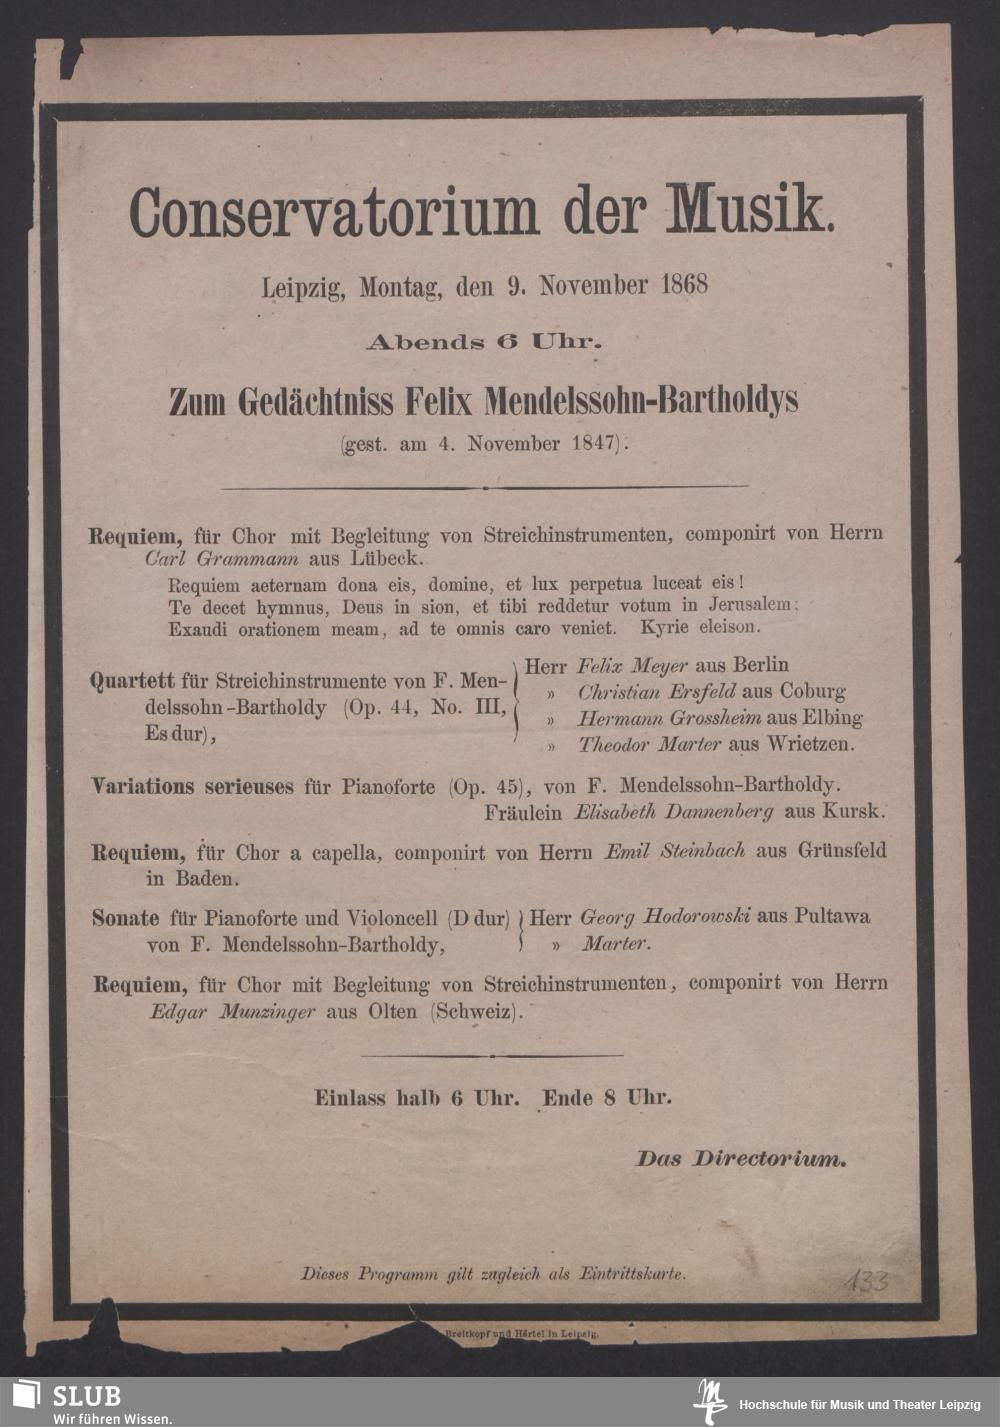 Conservatorium der Musik.
Leipzig, Montag, den 9. November 1868
Abends 6 Uhr.
Zum Gedächtniss Felix Mendelssohn-Bartholdys
(gest. am 4. November 1847).
Requiem, für Chor mit Begleitung von Streichinstrumenten, componirt von Herrn
Carl Grammann aus Lübeck.
Requiem aeternam dona eis, domine, et lux perpetua luceat eis!
Te decet hymnus, Deus in sion, et tibi reddetur votum in Jerusalem:
Exaudi orationem meam, ad te omnis caro veniet. Kyrie eleison.
Quartett für Streichinstrumente von F. Men-
delssohn-Bartholdy (Op. 44, No. III,
Es dur),
Herr Felix Meyer aus Berlin
» Christian Ersfeld aus Coburg
» Hermann Grossheim aus Elbing
» Theodor Marter aus Wrietzen.
Variations serieuses für Pianoforte (Op. 45), von F. Mendelssohn-Bartholdy.
Fräulein Elisabeth Dannenberg aus Kursk.
Requiem, für Chor a capella, componirt von Herrn Emil Steinbach aus Grünsfeld
in Baden.
Sonate für Pianoforte und Violoncell (D dur)
von F. Mendelssohn-Bartholdy,
Herr Georg Hodorowski aus Pultawa
» Marter.
Requiem, für Chor mit Begleitung von Streichinstrumenten, componirt von Herrn
Edgar Munzinger aus Olten (Schweiz).
Einlass halb 6 Uhr. Ende 8 Uhr.
Das Directorium.
Dieses Programm gilt zugleich als Eintrittskarte.
133
Breitkopf und Härtel in Leipzig.
SLUB
Wir führen Wissen.
Hochschule für Musik und Theater Leipzig